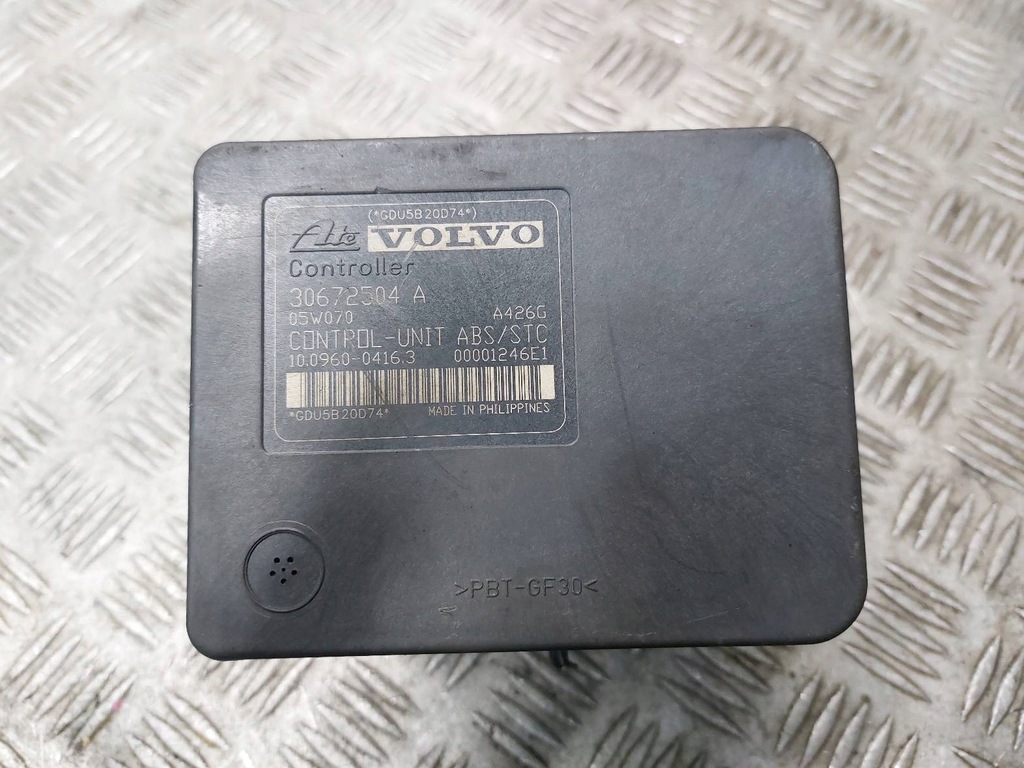 (*GDU5B20D74*)
Ate VOLVO
Controller
30672504 A
05W070 A426G
CONTROL-UNIT ABS/STC
10.0960-0416.3 00001246E1
*GDU5B20D74* MADE IN PHILIPPINES
>PBT-GF30<